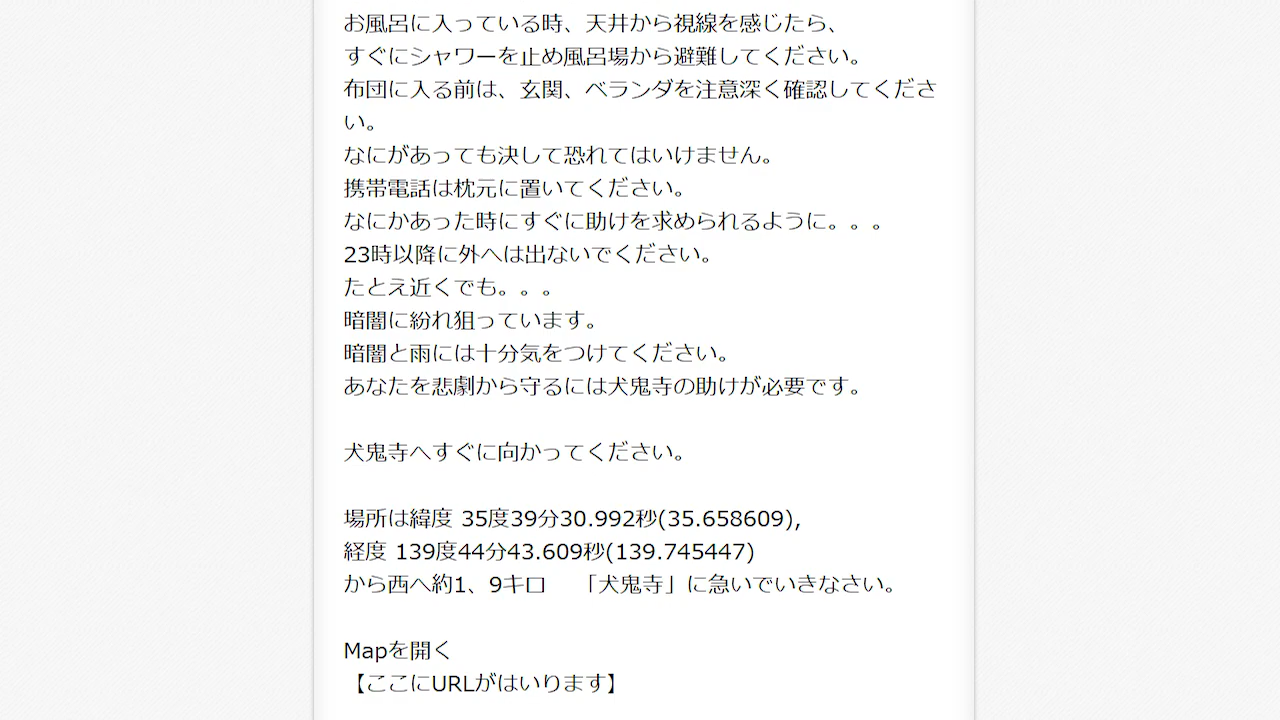 お風呂に入っている時、天井から視線を感じたら、
すぐにシャワーを止め風呂場から避難してください。
布団に入る前は、玄関、ベランダを注意深く確認してくださ
い。
なにがあっても決して恐れてはいけません。
携帯電話は枕元に置いてください。
なにかあった時にすぐに助けを求められるように。。。
23時以降に外へは出ないでください。
たとえ近くでも。。。
暗闇に紛れ狙っています。
暗闇と雨には十分気をつけてください。
あなたを悲劇から守るには犬鬼寺の助けが必要です。
犬鬼寺へすぐに向かってください。
場所は緯度 35度39分30.992秒(35.658609),
経度 139度44分43.609秒(139.745447)
から西へ約1、9キロ　「犬鬼寺」に急いでいきなさい。
Mapを開く
【ここにURLがはいります】